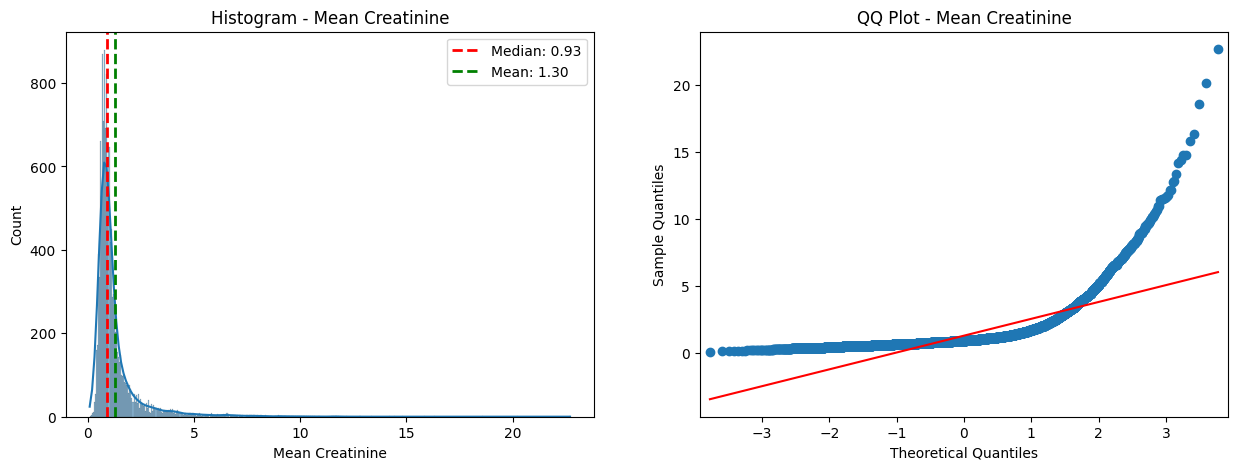 Histogram - Mean Creatinine
Median: 0.93
Mean: 1.30
Count
800
600
400
200
0
0 5 10 15 20
Mean Creatinine
QQ Plot - Mean Creatinine
Sample Quantiles
20
15
10
5
0
−3 −2 −1 0 1 2 3
Theoretical Quantiles